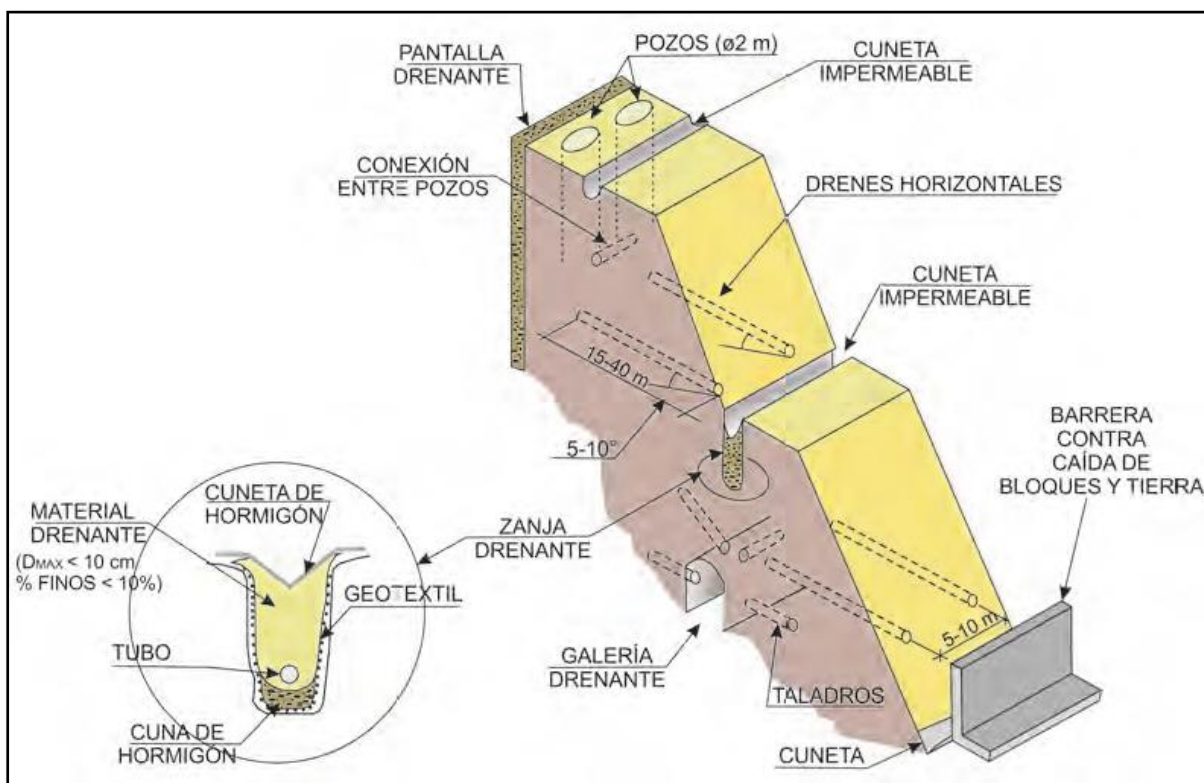 PANTALLA
DRENANTE
POZOS (ø2 m)
CUNETA
IMPERMEABLE
CONEXIÓN
ENTRE POZOS
DRENES HORIZONTALES
CUNETA
IMPERMEABLE
15-40 m
5-10°
BARRERA
CONTRA
CAÍDA DE
BLOQUES Y TIERRA
CUNETA DE
HORMIGÓN
MATERIAL
DRENANTE
(DMAX < 10 cm
% FINOS < 10%)
ZANJA
DRENANTE
GEOTEXTIL
TUBO
CUNA DE
HORMIGÓN
GALERÍA
DRENANTE
TALADROS
5-10 m
CUNETA